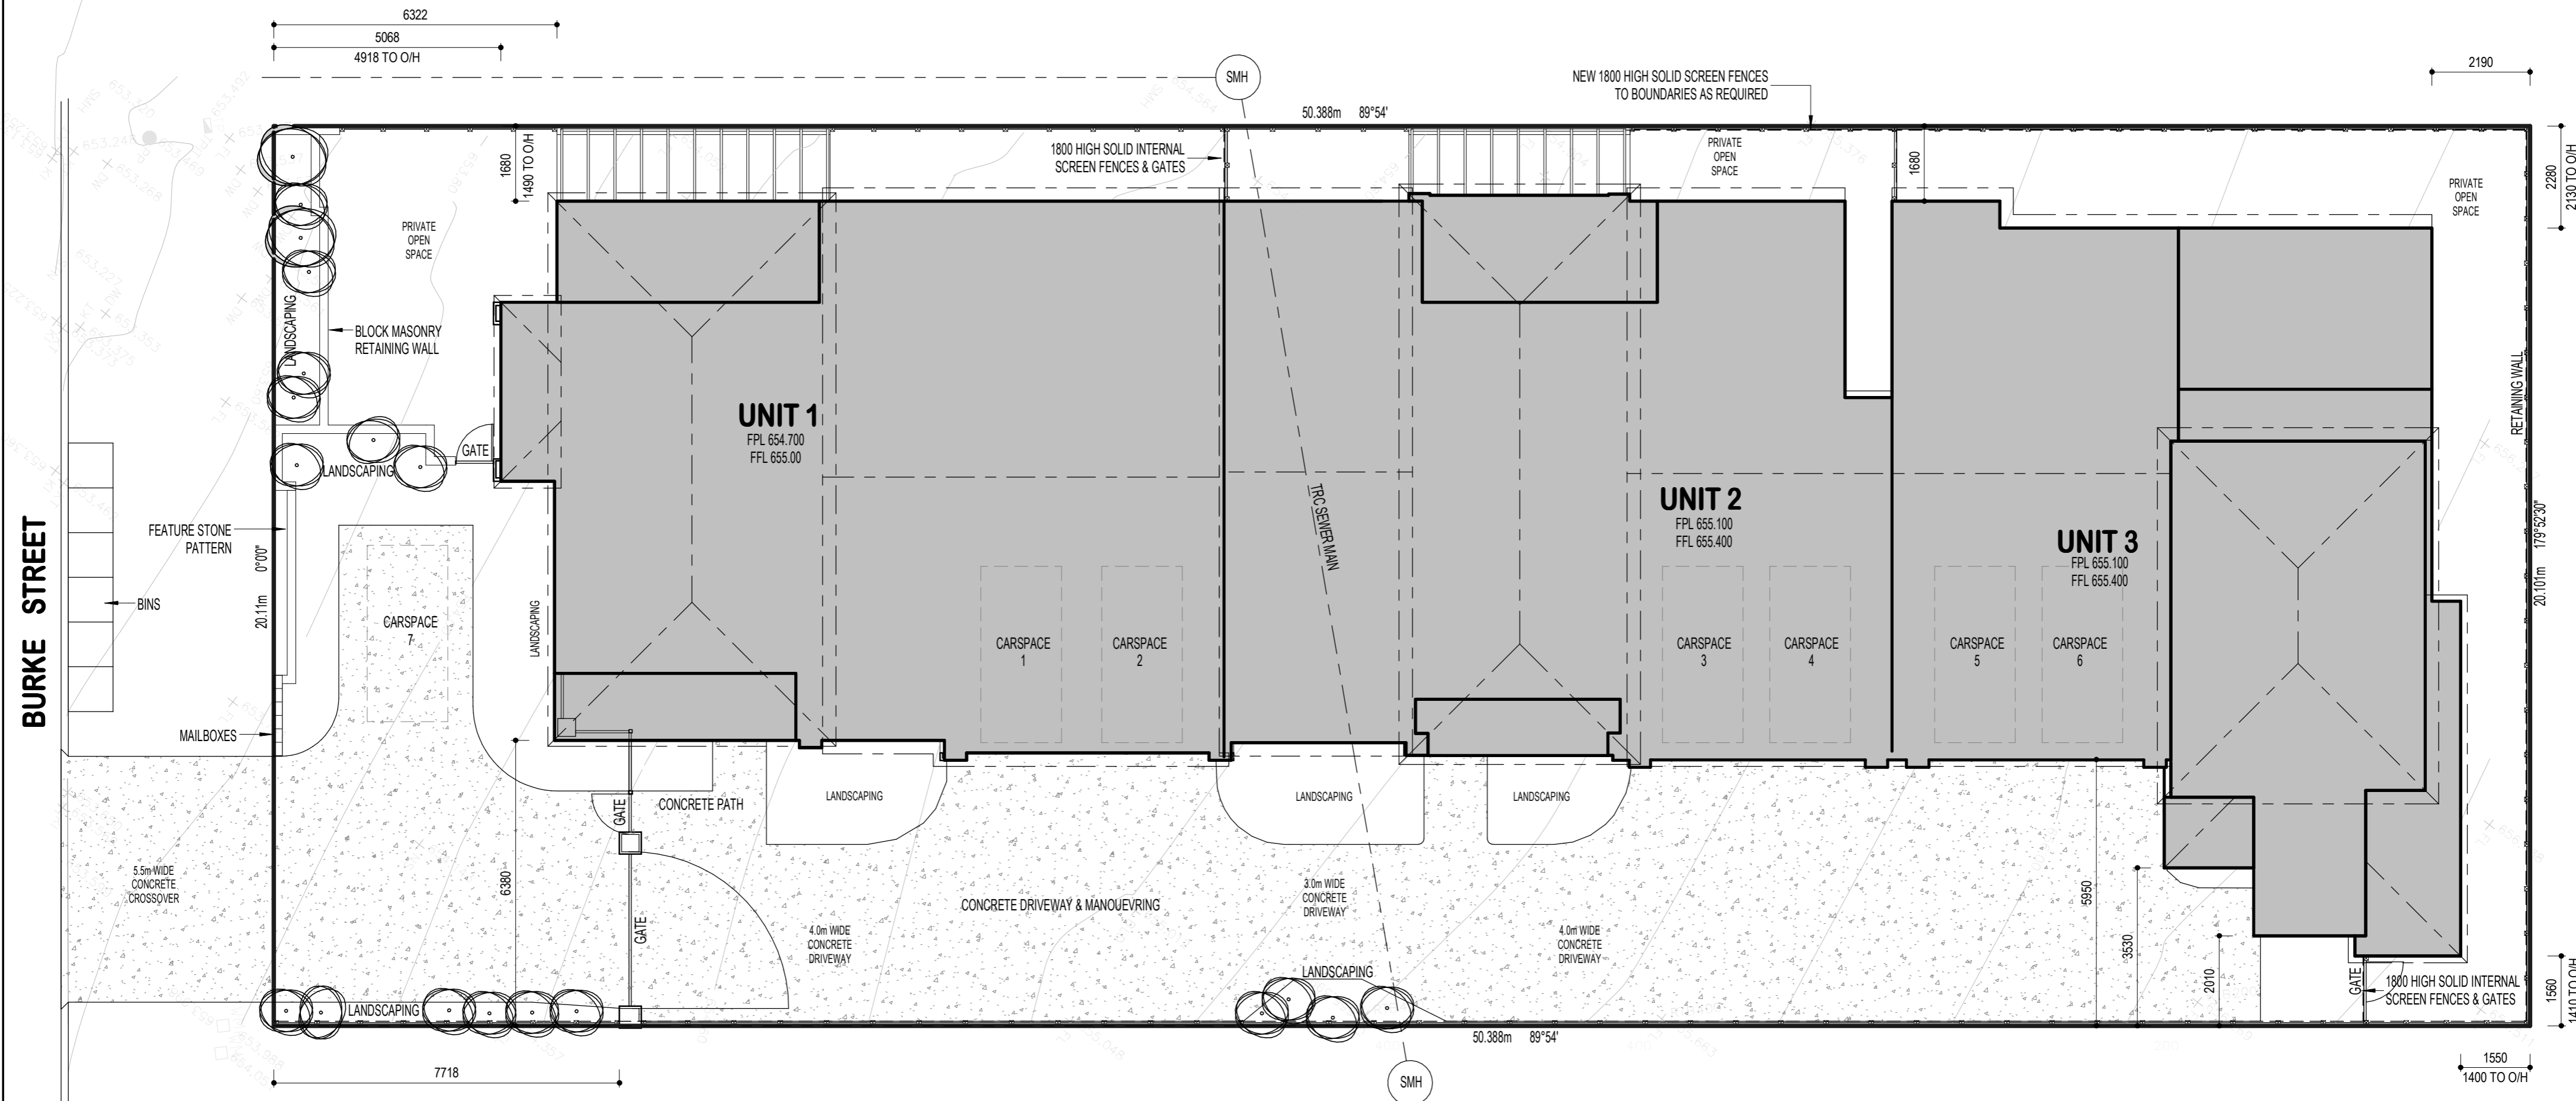 6322
5068
4918 TO O/H
SMH
NEW 1800 HIGH SOLID SCREEN FENCES
TO BOUNDARIES AS REQUIRED
2190
50.388m 89°54'
1680
1490 TO O/H
1800 HIGH SOLID INTERNAL
SCREEN FENCES & GATES
PRIVATE
OPEN
SPACE
1680
PRIVATE
OPEN
SPACE
2280
2130 TO O/H
PRIVATE
OPEN
SPACE
LANDSCAPING
BLOCK MASONRY
RETAINING WALL
RETAINING WALL
UNIT 1
FPL 654.700
FFL 655.00
GATE
LANDSCAPING
TRC SEWER MAIN
UNIT 2
FPL 655.100
FFL 655.400
UNIT 3
FPL 655.100
FFL 655.400
BURKE STREET
FEATURE STONE
PATTERN
20.11m 0°0'0"
20.101m 179°52'30"
BINS
CARSPACE
7
LANDSCAPING
CARSPACE
1
CARSPACE
2
CARSPACE
3
CARSPACE
4
CARSPACE
5
CARSPACE
6
MAILBOXES
GATE
CONCRETE PATH
LANDSCAPING
LANDSCAPING
LANDSCAPING
5.5m WIDE
CONCRETE
CROSSOVER
6380
GATE
4.0m WIDE
CONCRETE
DRIVEWAY
CONCRETE DRIVEWAY & MANOUEVRING
3.0m WIDE
CONCRETE
DRIVEWAY
4.0m WIDE
CONCRETE
DRIVEWAY
5950
3530
2010
LANDSCAPING
LANDSCAPING
GATE
1800 HIGH SOLID INTERNAL
SCREEN FENCES & GATES
1560
1410 TO O/H
50.388m 89°54'
7718
SMH
1550
1400 TO O/H